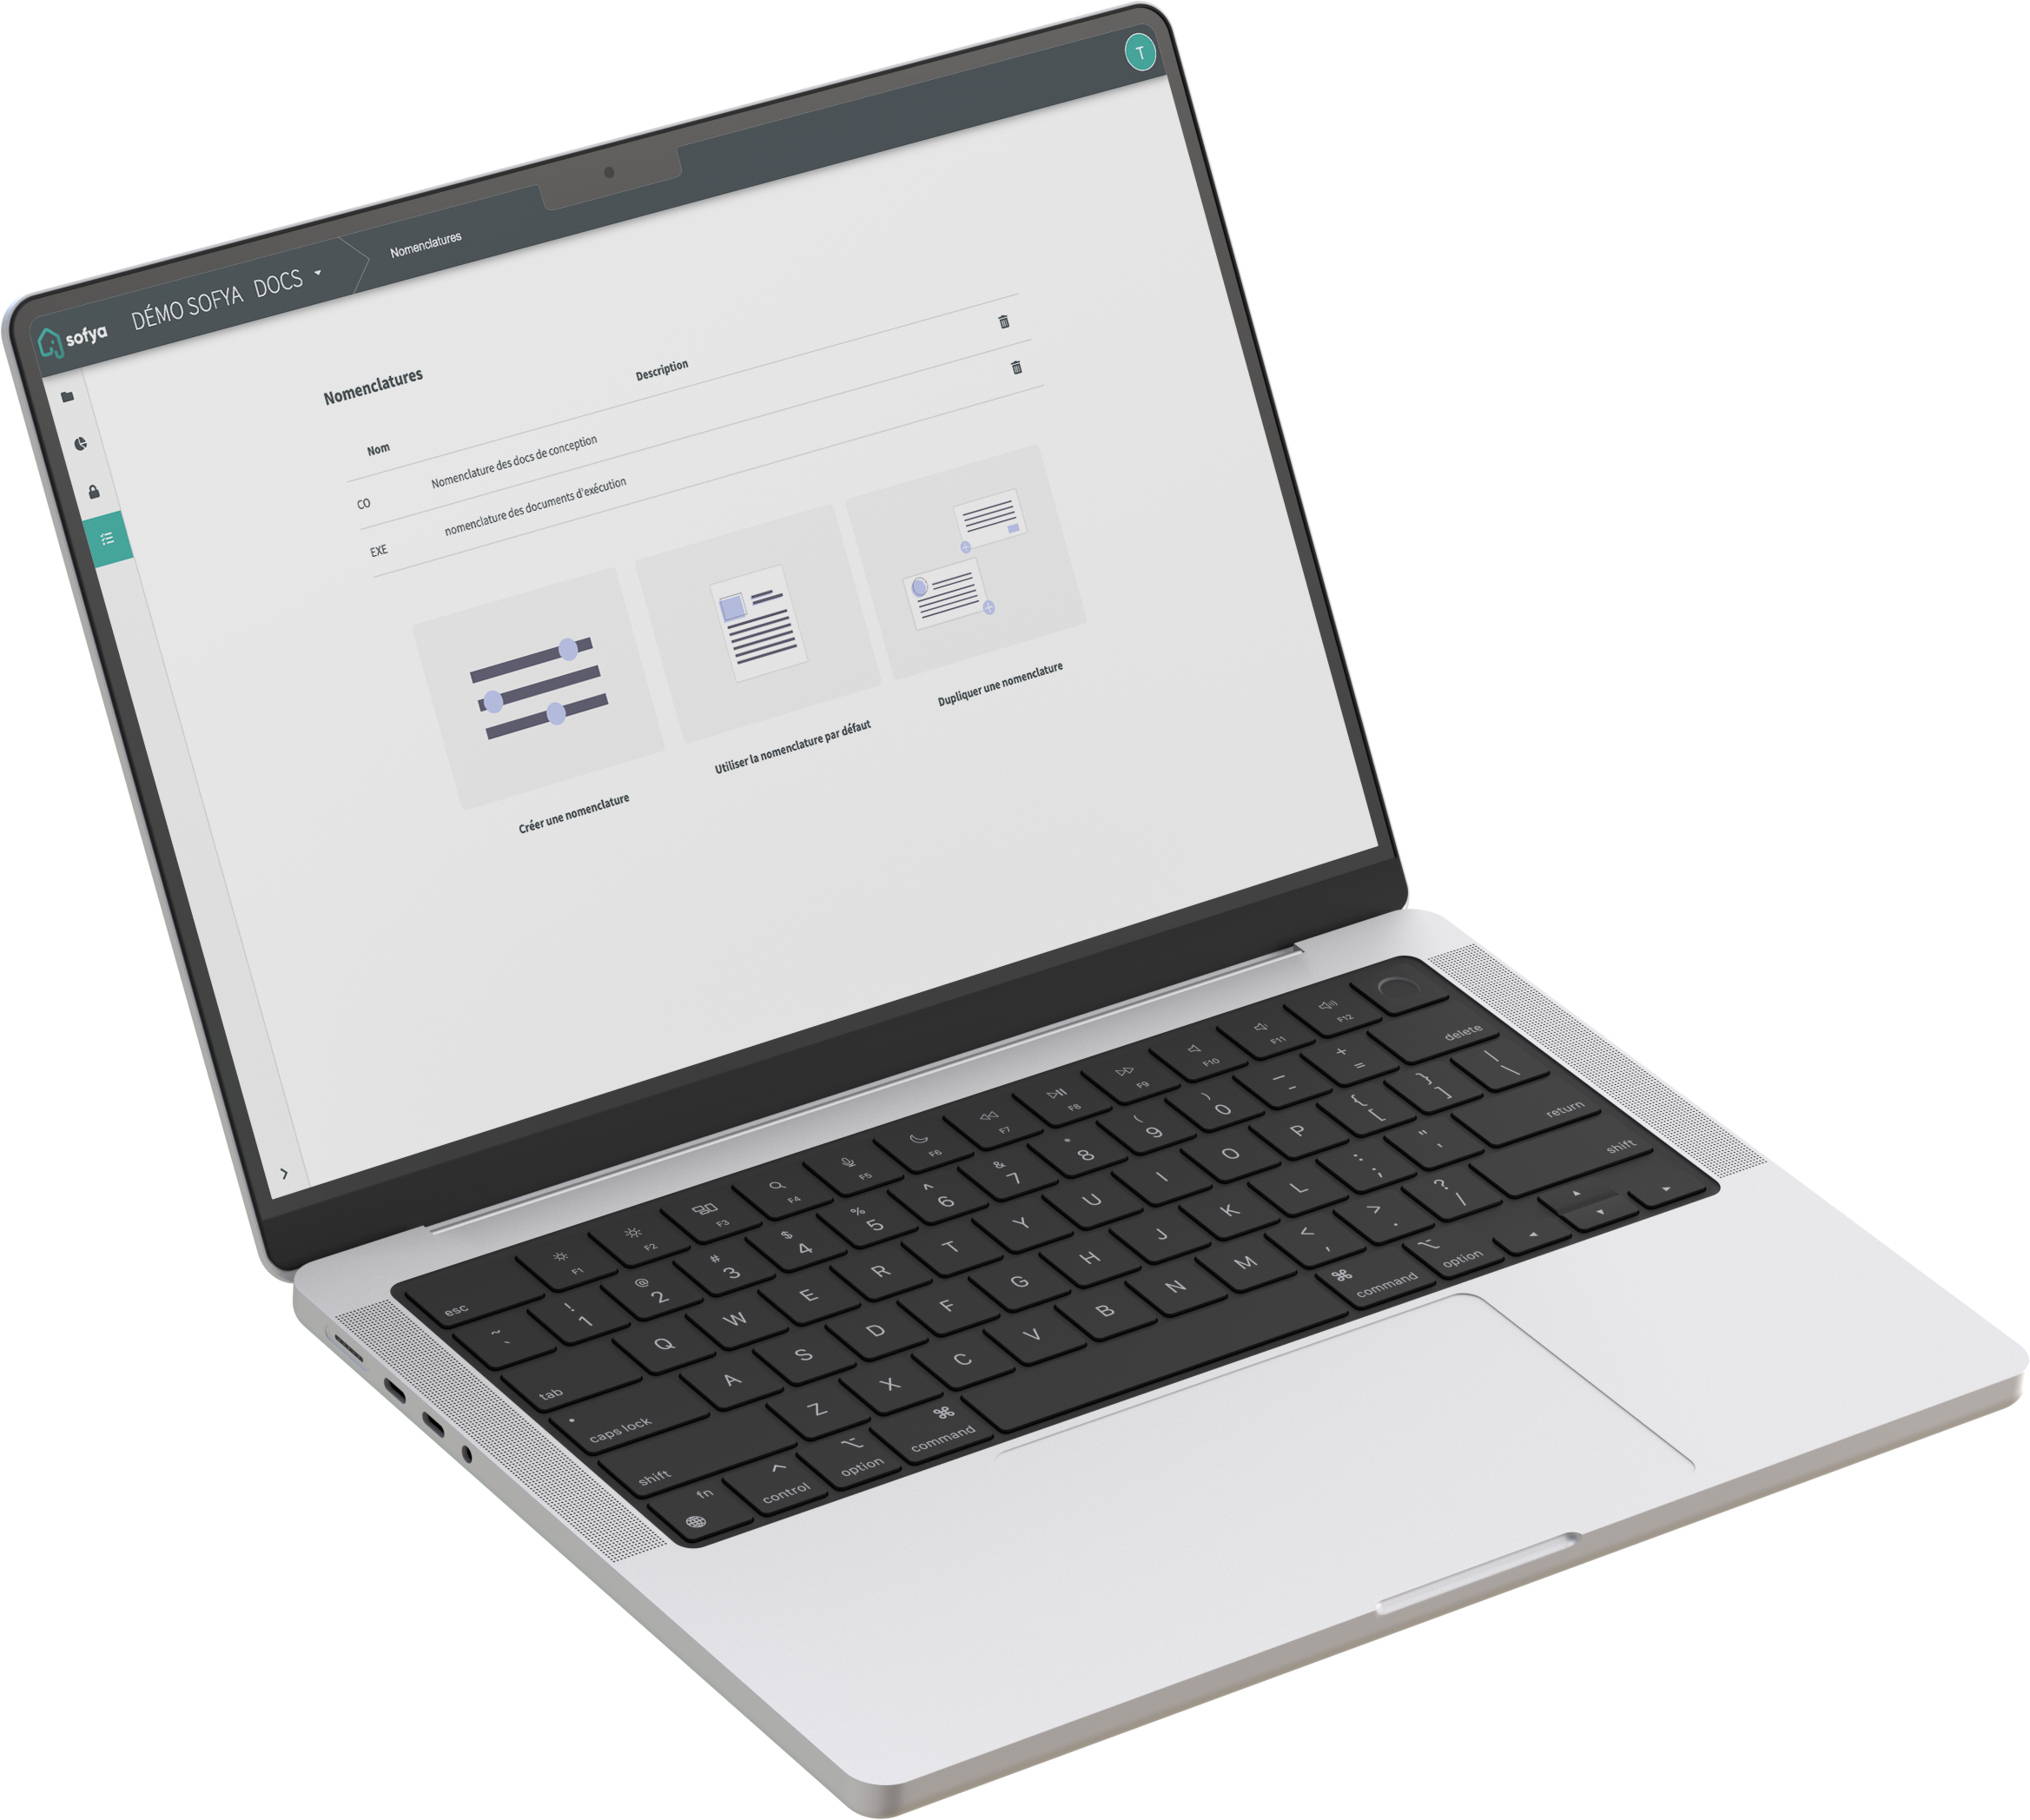 sofya DÉMO SOFYA DOCS Nomenclatures T
Nomenclatures
Nom Description
CO Nomenclature des docs de conception
EXE nomenclature des documents d'exécution
Créer une nomenclature
Utiliser la nomenclature par défaut
Dupliquer une nomenclature
esc F1 F2 F3 F4 F5 F6 F7 F8 F9 F10 F11 F12
~ ` ! 1 @ 2 # 3 $ 4 % 5 ^ 6 & 7 * 8 ( 9 ) 0 _ - + = delete
tab Q W E R T Y U I O P { [ } ] | \
caps lock A S D F G H J K L : ; " ' return
shift Z X C V B N M < , > . ? / shift
fn control option ⌘ command ⌘ command option